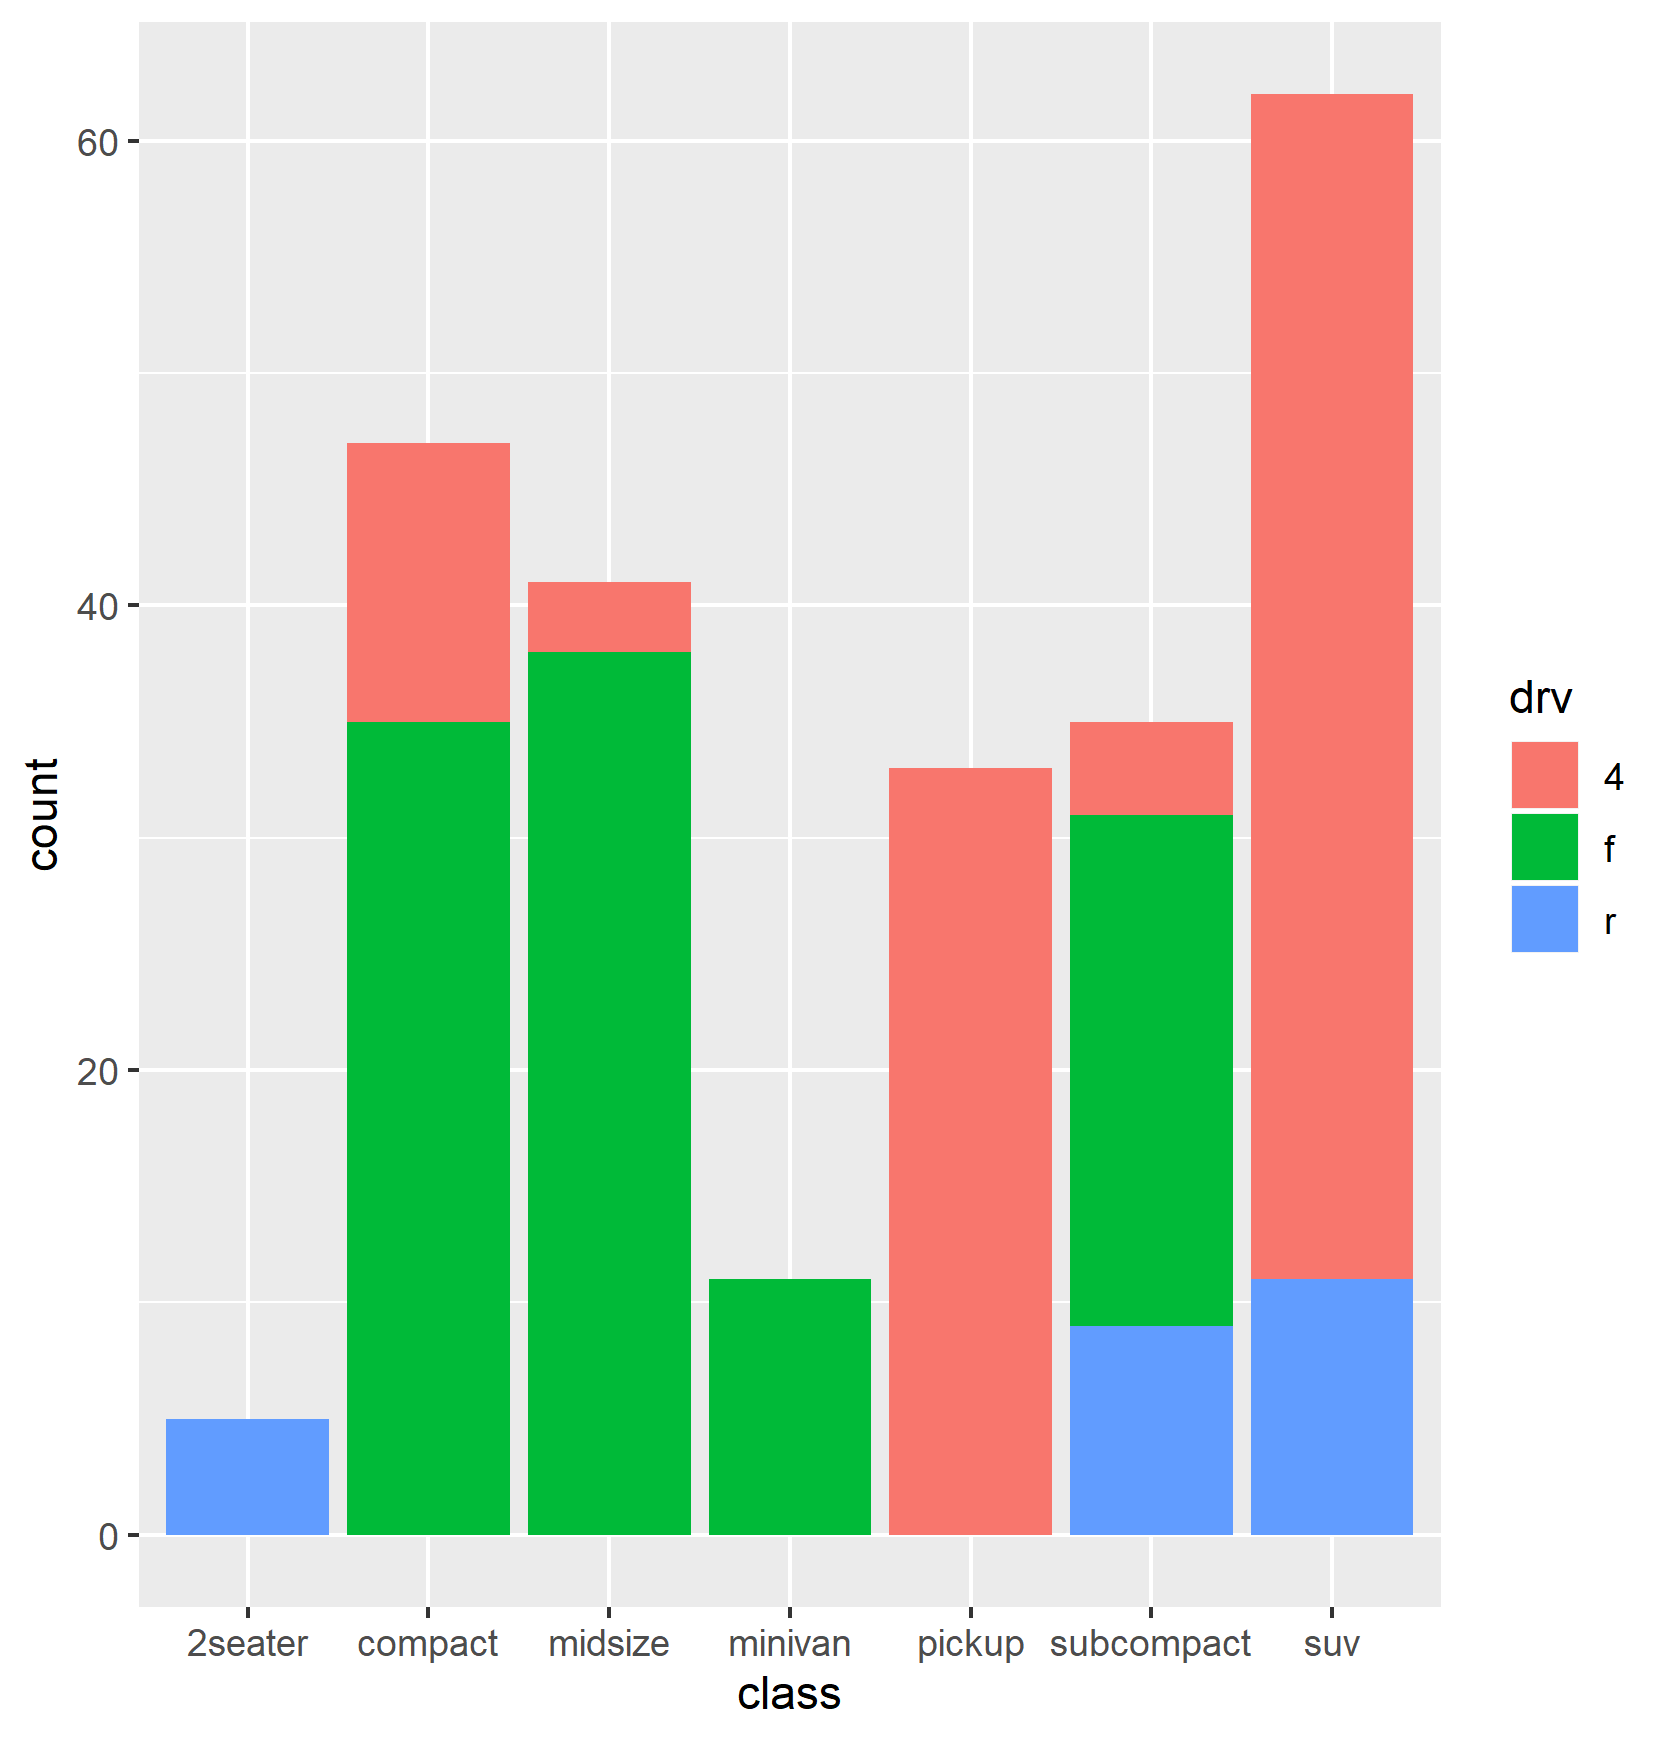 60
40
20
0
count
2seater compact midsize minivan pickup subcompact suv
class
drv
4
f
r